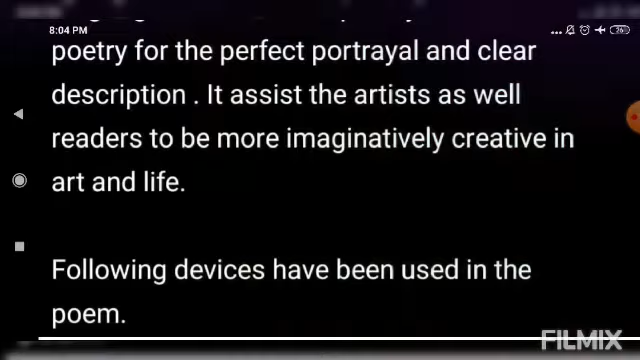 8:04 PM
26
poetry for the perfect portrayal and clear
description . It assist the artists as well
readers to be more imaginatively creative in
art and life.
Following devices have been used in the
poem.
FILMIX